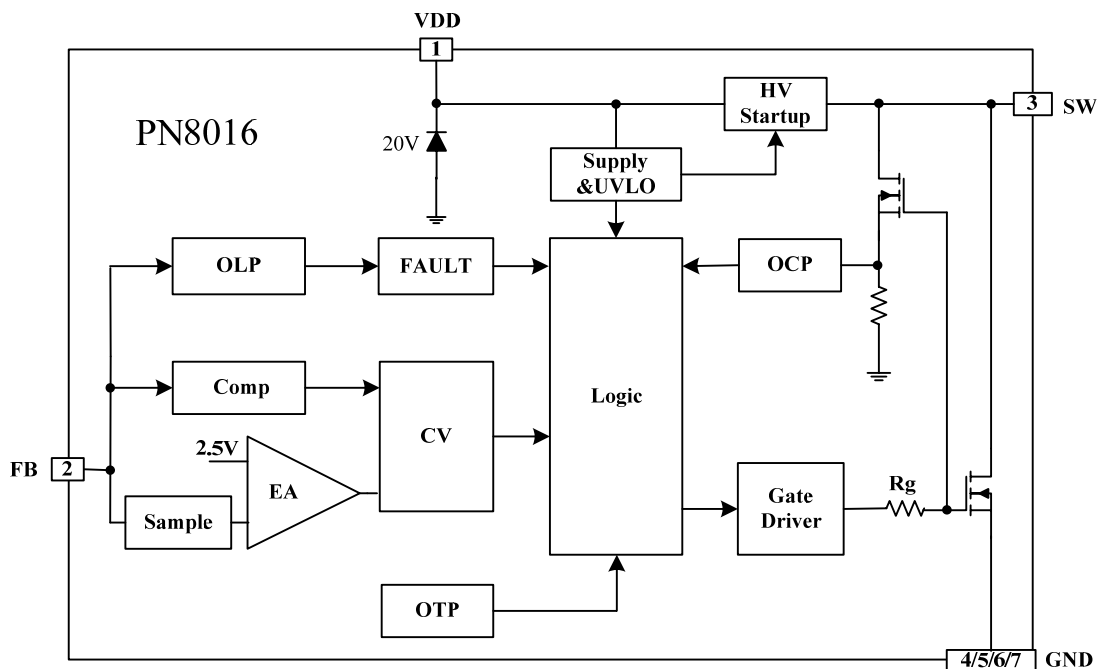 VDD
1
HV
Startup
3
SW
PN8016
20V
Supply
&UVLO
OLP
FAULT
OCP
Comp
Logic
CV
2.5V
FB
2
EA
Sample
Gate
Driver
Rg
OTP
4/5/6/7
GND